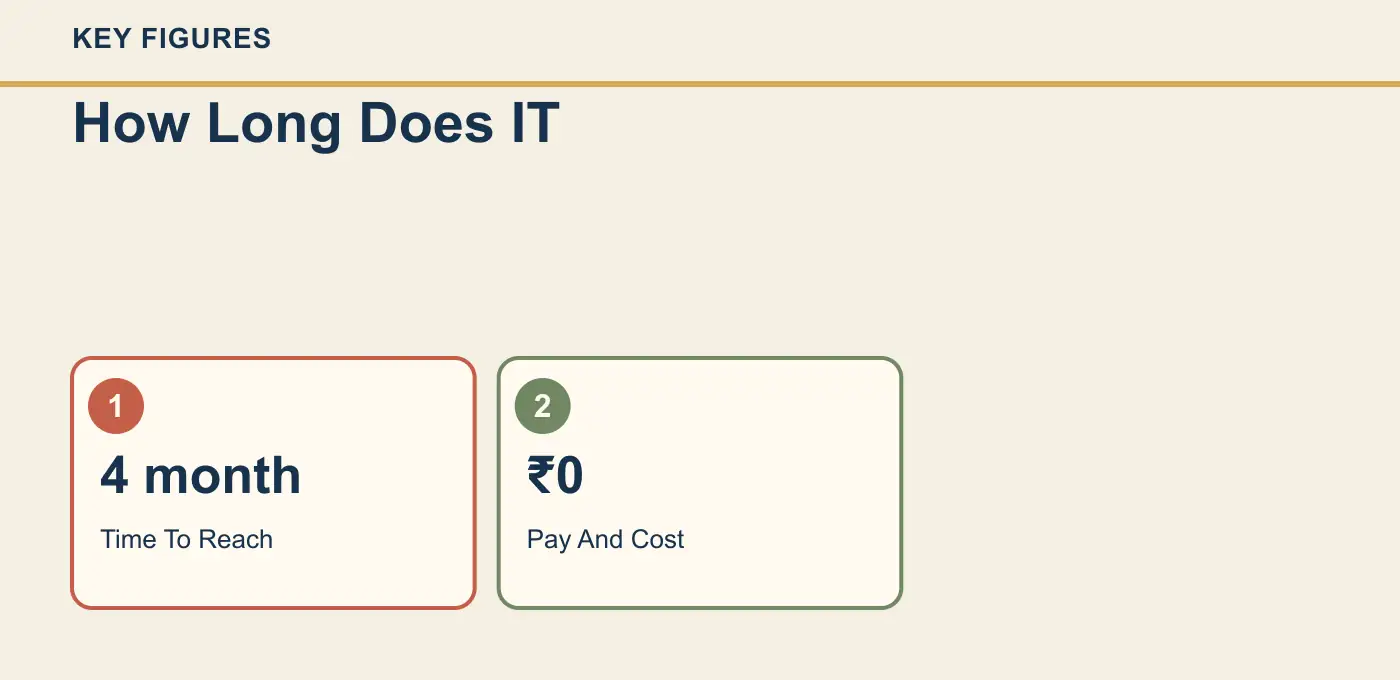 KEY FIGURES
How Long Does IT
1
4 month
Time To Reach
2
₹0
Pay And Cost